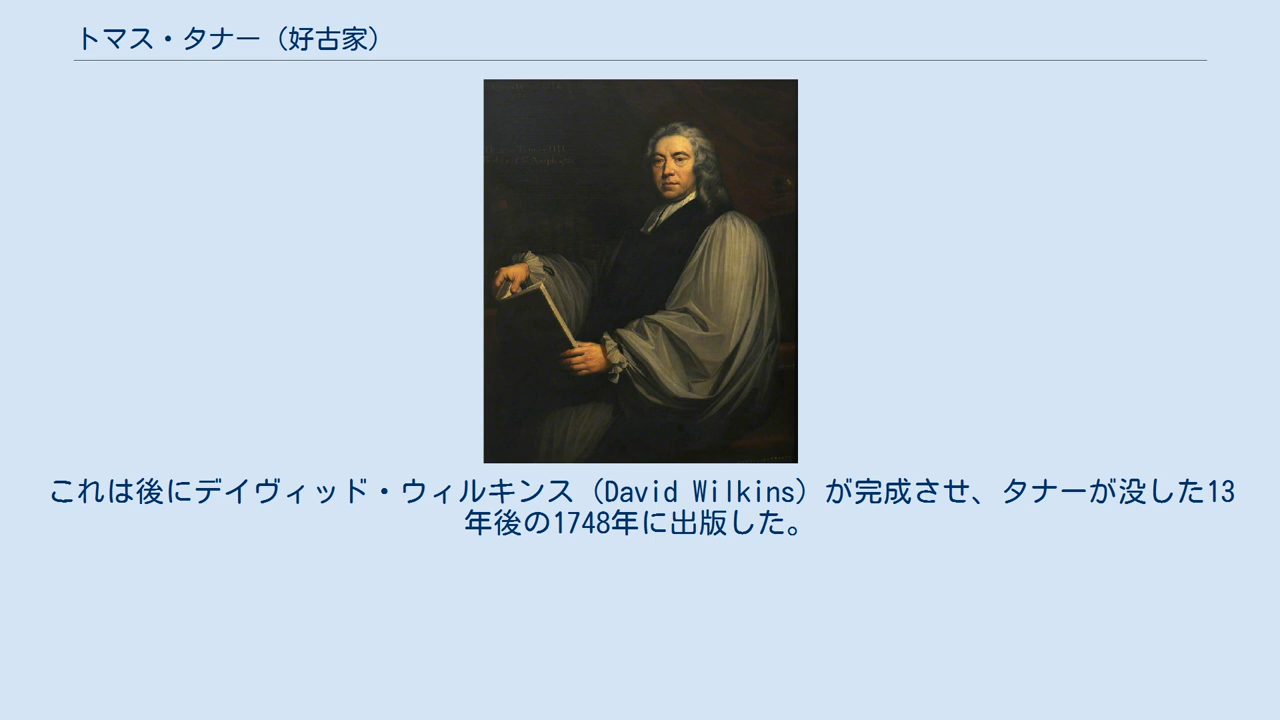 トマス・タナー（好古家）
これは後にデイヴィッド・ウィルキンス（David Wilkins）が完成させ、タナーが没した13
年後の1748年に出版した。